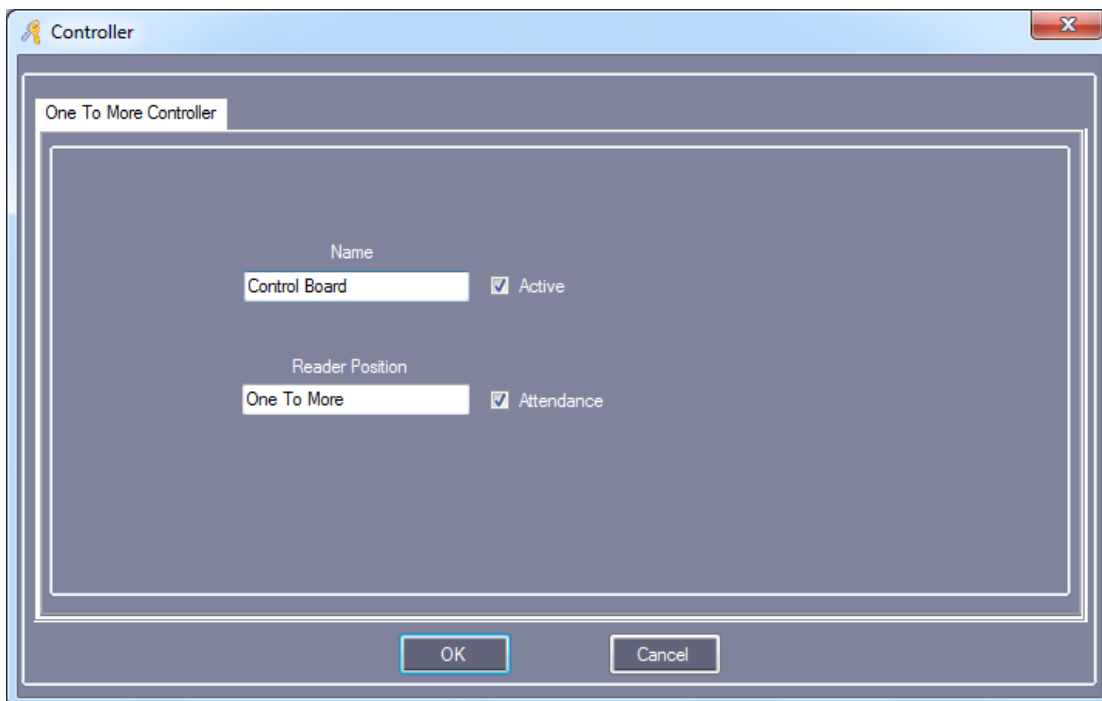 Controller
One To More Controller
Name
Control Board
Active
Reader Position
One To More
Attendance
OK
Cancel